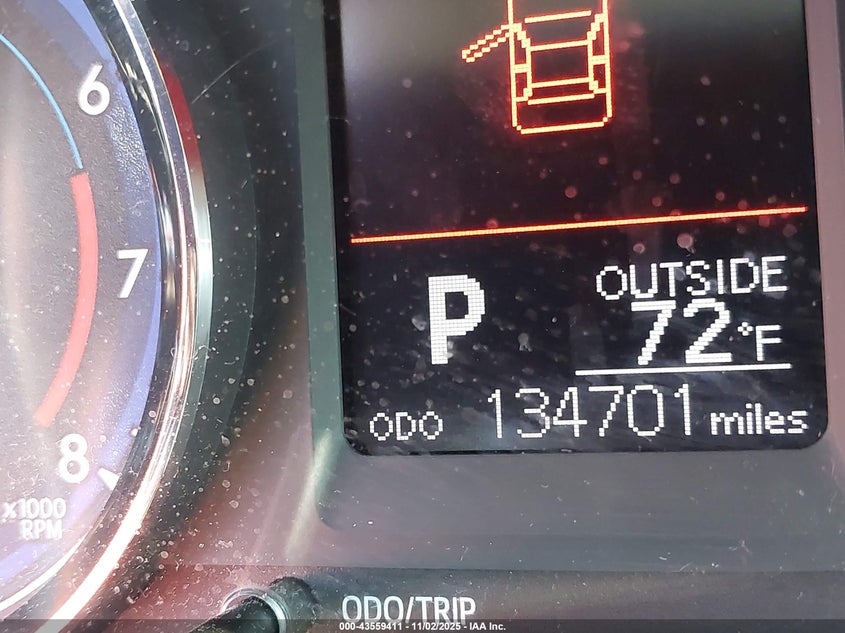 6
7
8
x1000
RPM
P
OUTSIDE
72°F
ODO 134701 miles
ODO/TRIP
000-43559411 - 11/02/2025 - IAA Inc.